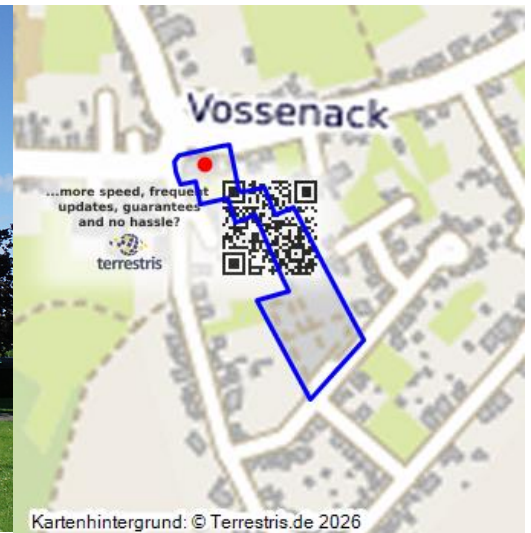 Vossenack
...more speed, frequent
updates, guarantees
and no hassle?
terrestris
Kartenhintergrund: © Terrestris.de 2026